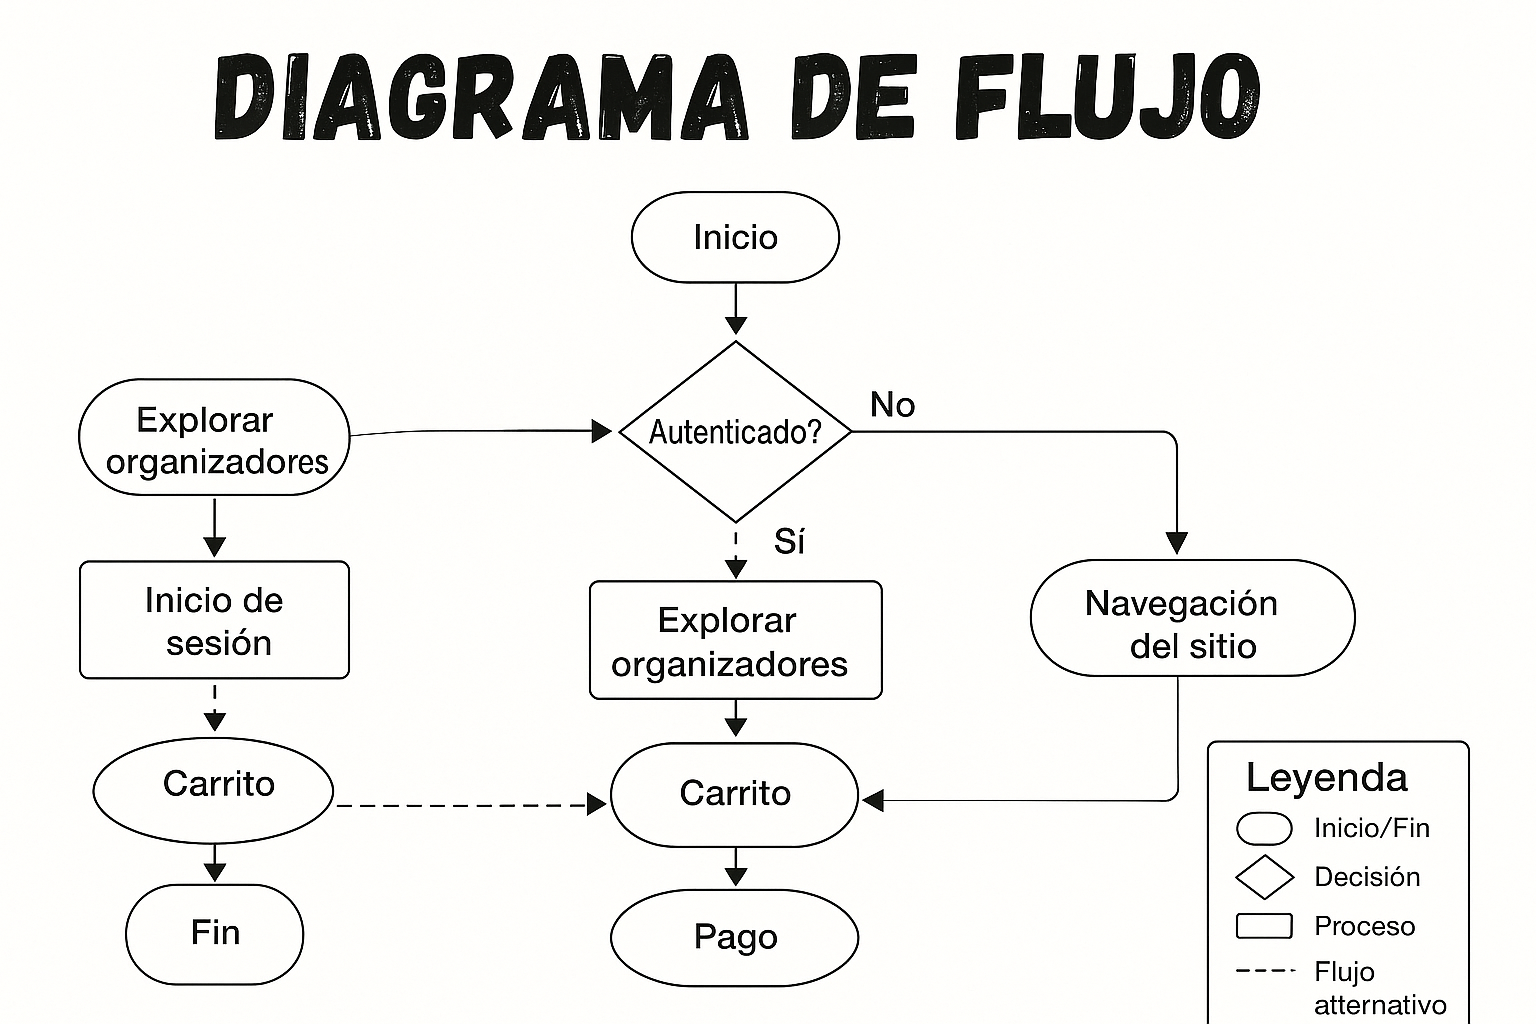 DIAGRAMA DE FLUJO
Inicio
Autenticado?
No
Sí
Explorar
organizadores
Inicio de
sesión
Carrito
Fin
Explorar
organizadores
Carrito
Pago
Navegación
del sitio
Leyenda
Inicio/Fin
Decisión
Proceso
Flujo
atternativo